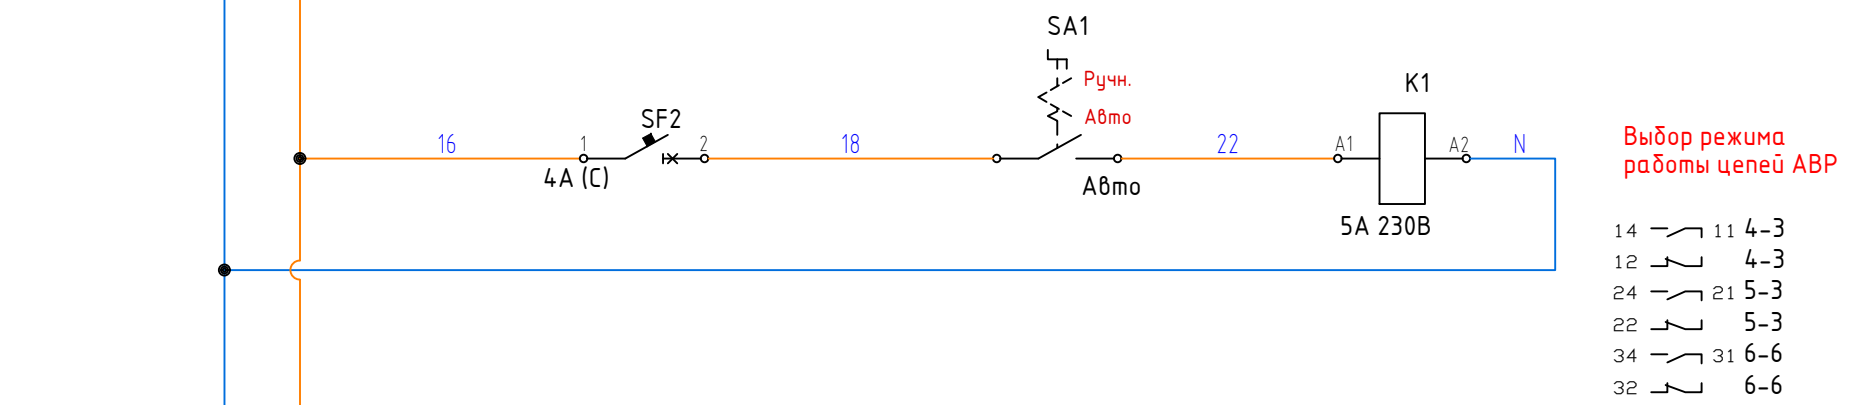 SA1
Ручн.
Авто
K1
SF2
16
1
2
18
22
A1
A2
N
4А (С)
Авто
5А 230В
Выбор режима
работы цепей АВР
14 11 4-3
12 4-3
24 21 5-3
22 5-3
34 31 6-6
32 6-6